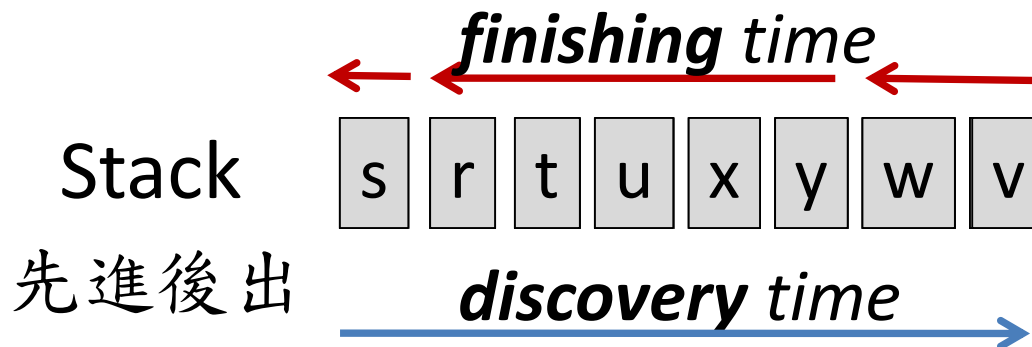 finishing time
Stack s r t u x y w v
先進後出
discovery time